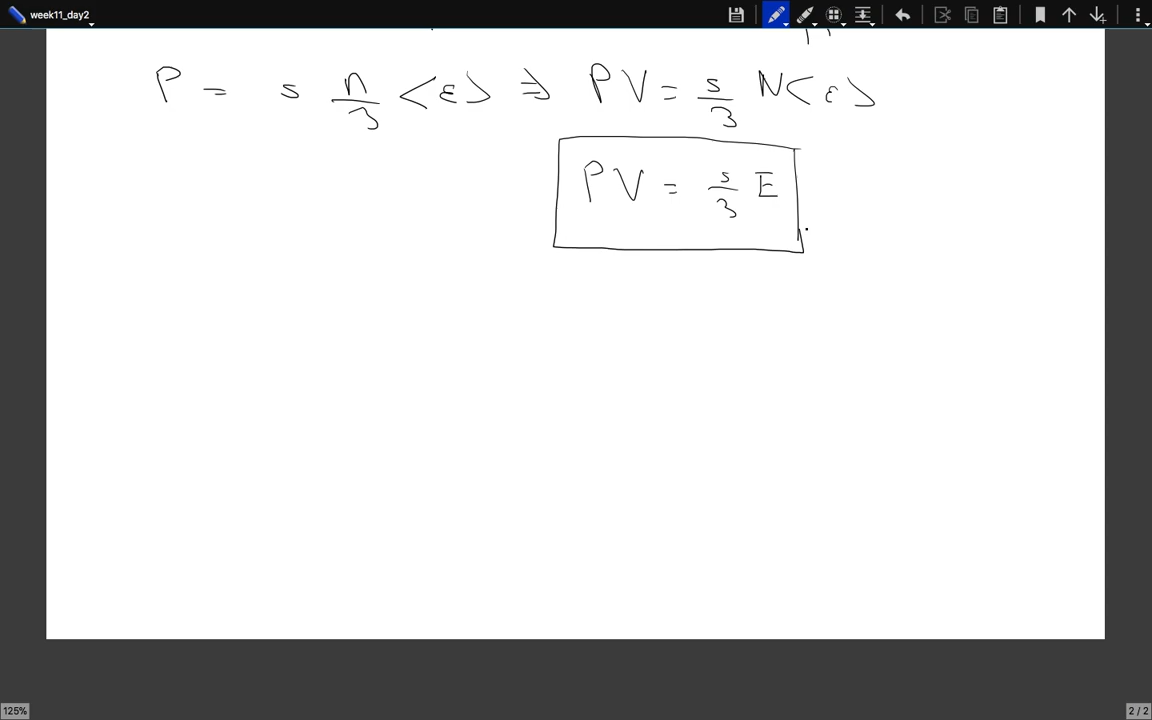 week11_day2
P = s n/3 <ε> ⇒ PV = s/3 N<ε>
PV = s/3 E
125%
2 / 2